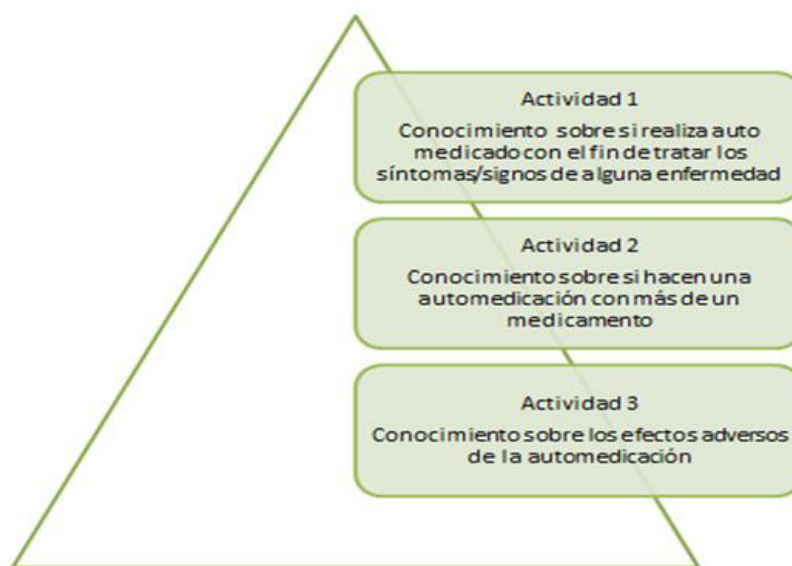 Actividad 1
Conocimiento sobre si realiza auto
medicado con el fin de tratar los
síntomas/signos de alguna enfermedad
Actividad 2
Conocimiento sobre si hacen una
automedicación con más de un
medicamento
Actividad 3
Conocimiento sobre los efectos adversos
de la automedicación